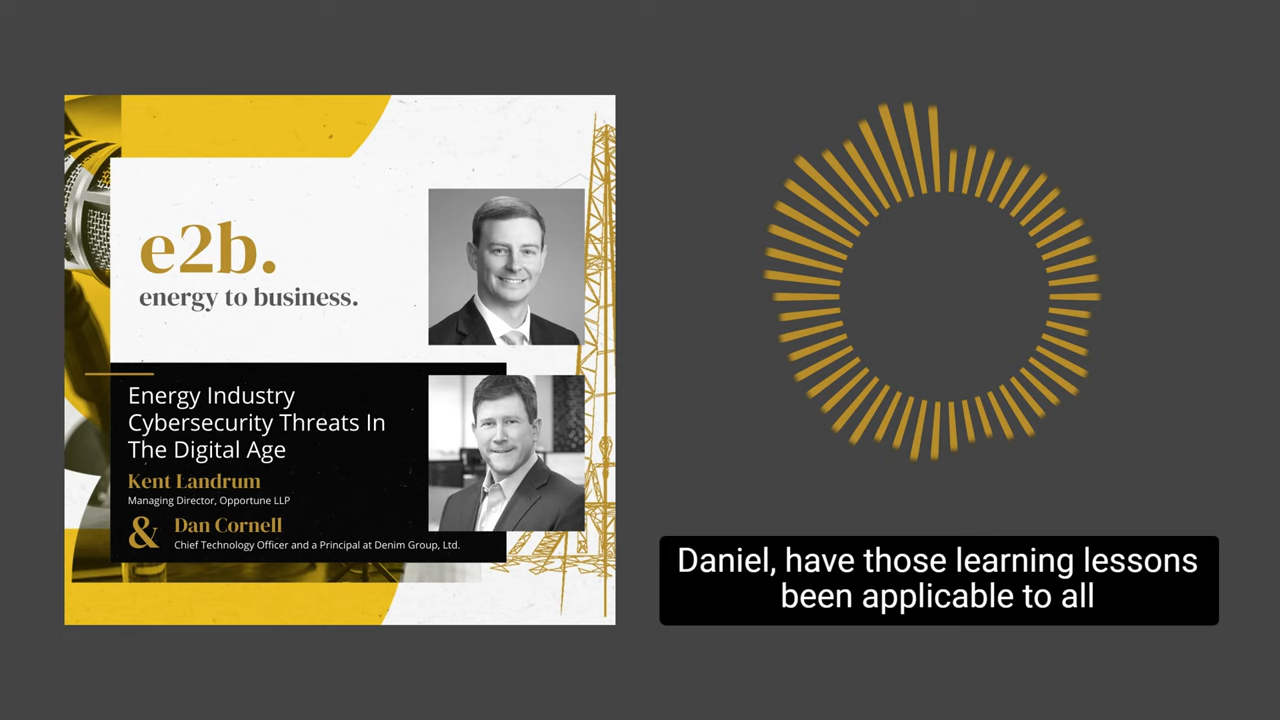 e2b.
energy to business.
Energy Industry
Cybersecurity Threats In
The Digital Age
Kent Landrum
Managing Director, Opportune LLP
& Dan Cornell
Chief Technology Officer and a Principal at Denim Group, Ltd.
Daniel, have those learning lessons
been applicable to all